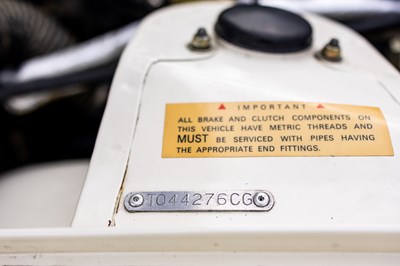 IMPORTANT
ALL BRAKE AND CLUTCH COMPONENTS ON
THIS VEHICLE HAVE METRIC THREADS AND
MUST BE SERVICED WITH PIPES HAVING
THE APPROPRIATE END FITTINGS.
TO44276CG